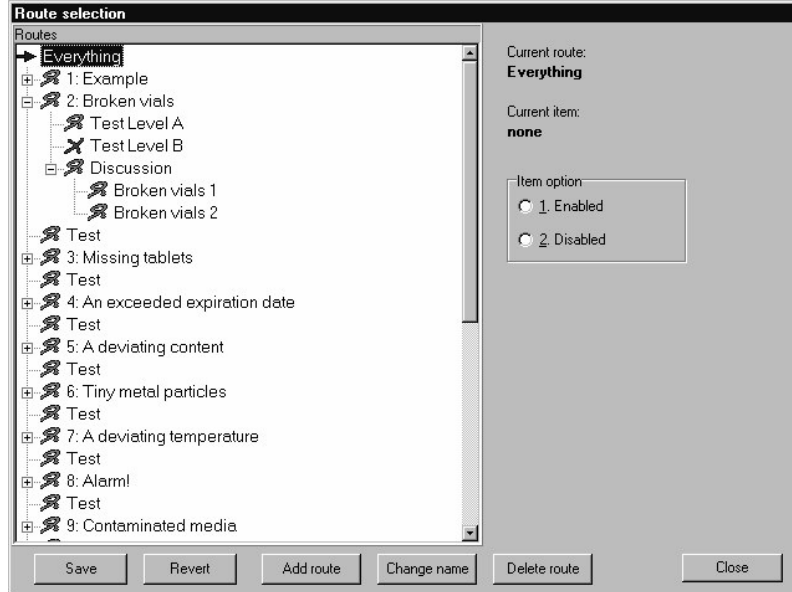 Route selection
Routes
Everything
1: Example
2: Broken vials
Test Level A
Test Level B
Discussion
Broken vials 1
Broken vials 2
Test
3: Missing tablets
Test
4: An exceeded expiration date
Test
5: A deviating content
Test
6: Tiny metal particles
Test
7: A deviating temperature
Test
8: Alarm!
Test
9: Contaminated media
Current route:
Everything
Current item:
none
Item option
1. Enabled
2. Disabled
Save
Revert
Add route
Change name
Delete route
Close